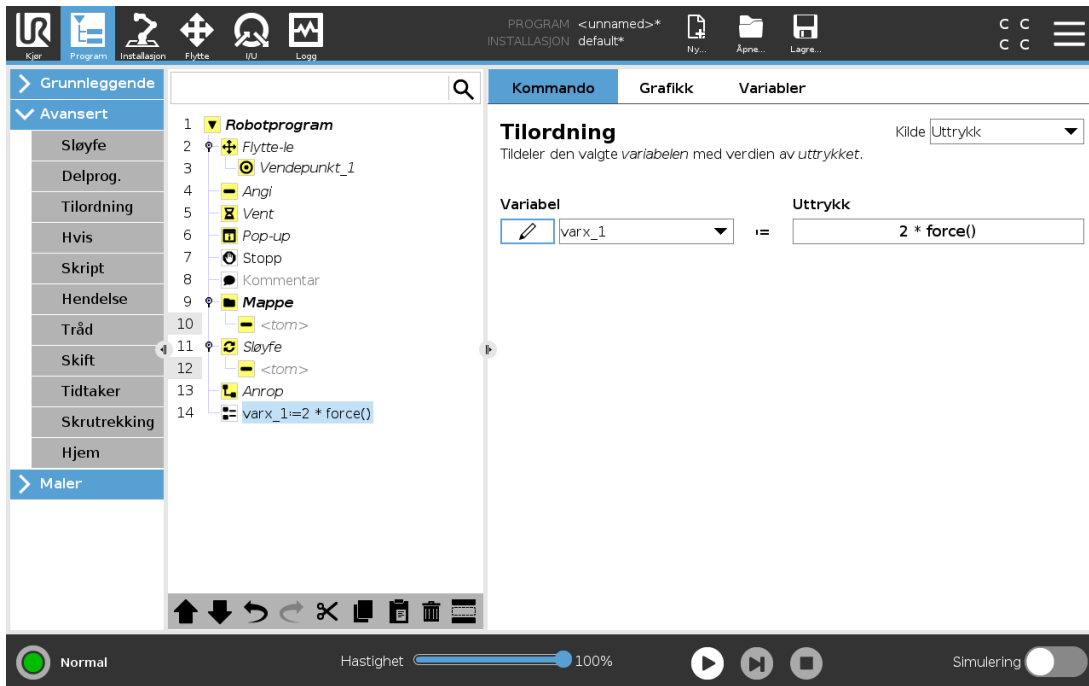 UR
PROGRAM <unnamed>*
INSTALLASJON default*
C C
C C
Kjør Program Installasjon Flytte I/U Logg Ny... Åpne... Lagre...
Grunnleggende
Avansert
Sløyfe
Delprog.
Tilordning
Hvis
Skript
Hendelse
Tråd
Skift
Tidtaker
Skrutrekking
Hjem
Maler
1 Robotprogram
2 Flytte-le
3 Vendepunkt_1
4 Angi
5 Vent
6 Pop-up
7 Stopp
8 Kommentar
9 Mappe
10 <tom>
11 Sløyfe
12 <tom>
13 Anrop
14 varx_1:=2 * force()
Kommando Grafikk Variabler
Tilordning
Kilde Uttrykk
Tildeler den valgte variabelen med verdien av uttrykket.
Variabel Uttrykk
varx_1 := 2 * force()
Normal Hastighet 100% Simulering